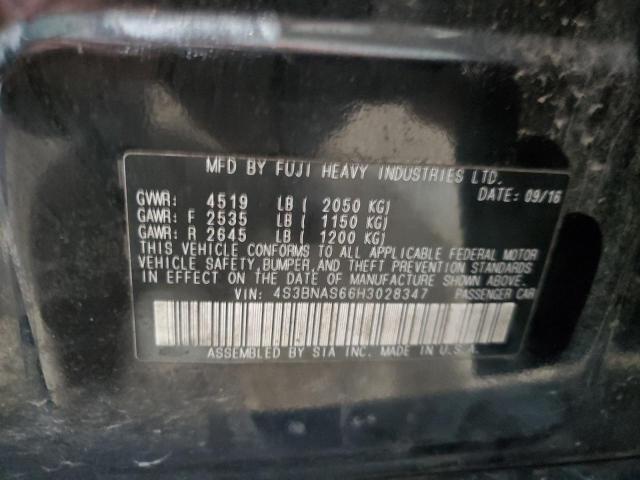 MFD BY FUJI HEAVY INDUSTRIES LTD.
DATE: 09/16
GVWR: 4519 LB ( 2050 KG)
GAWR: F 2535 LB ( 1150 KG)
GAWR: R 2645 LB ( 1200 KG)
THIS VEHICLE CONFORMS TO ALL APPLICABLE FEDERAL MOTOR
VEHICLE SAFETY,BUMPER,AND THEFT PREVENTION STANDARDS
IN EFFECT ON THE DATE OF MANUFACTURE SHOWN ABOVE.
VIN: 4S3BNAS66H3028347 PASSENGER CAR
ASSEMBLED BY SIA INC. MADE IN U.S.A.